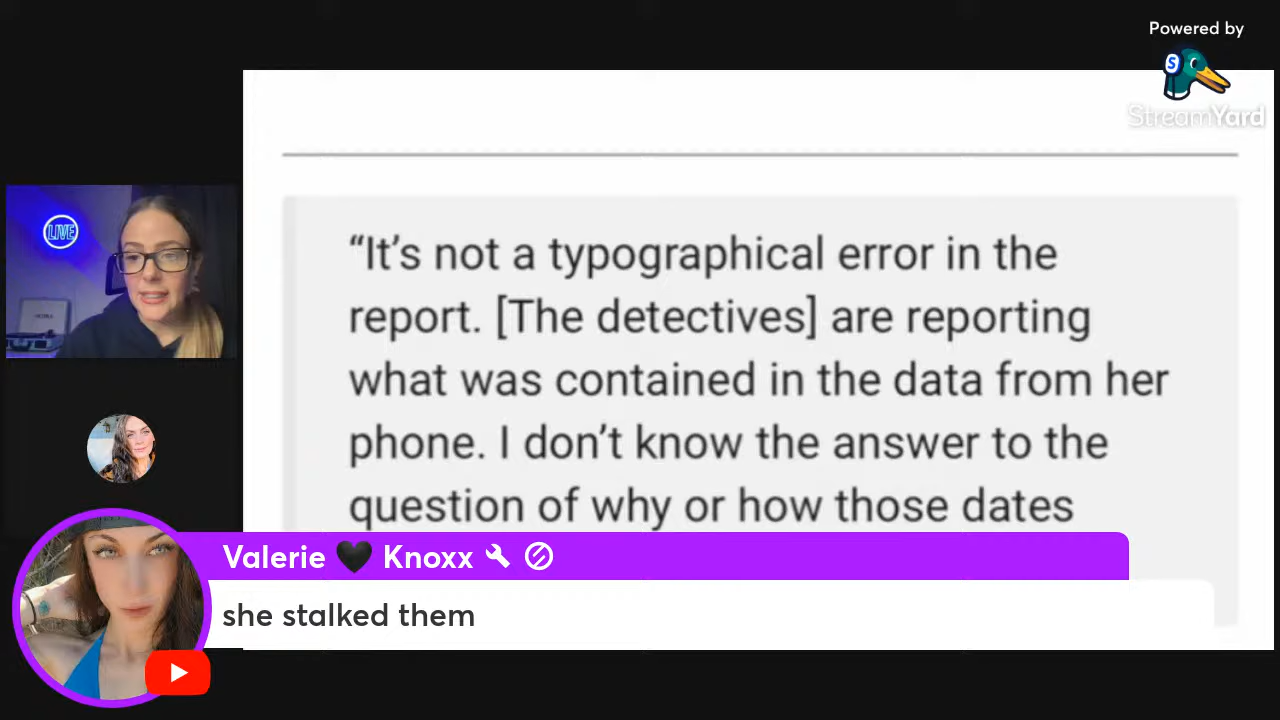 Powered by
StreamYard
LIVE
“It’s not a typographical error in the
report. [The detectives] are reporting
what was contained in the data from her
phone. I don’t know the answer to the
question of why or how those dates
Valerie 🖤 Knoxx
she stalked them